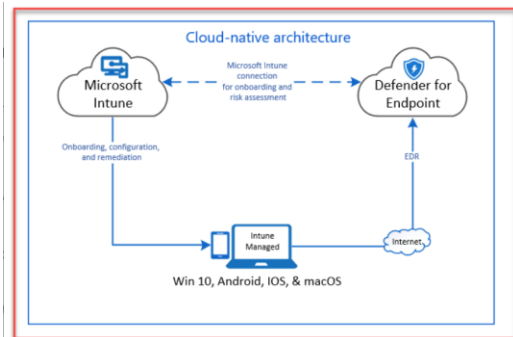 Cloud-native architecture
Microsoft Intune
connection
for onboarding and
risk assessment
Microsoft
Intune
Defender for
Endpoint
Onboarding, configuration,
and remediation
EDR
Intune
Managed
Internet
Win 10, Android, IOS, & macOS